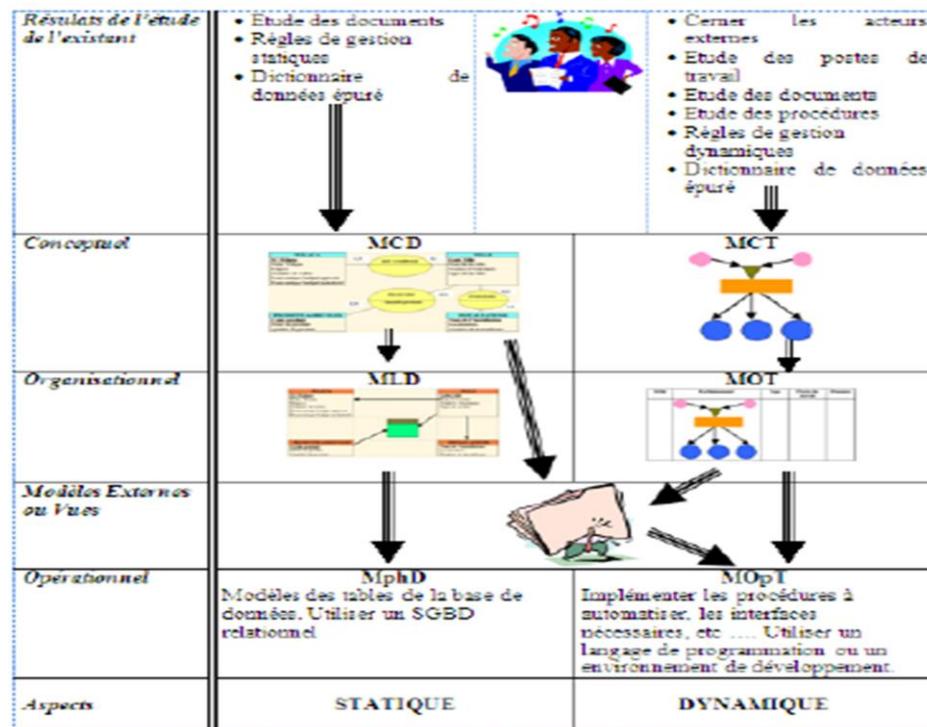 Résulats de l'étude
de l'existant
• Etude des documents
• Règles de gestion
statiques
• Dictionnaire de
données épuré
• Cerner les acteurs
externes
• Etude des postes de
travail
• Etude des documents
• Etude des procédures
• Règles de gestion
dynamiques
• Dictionnaire de données
épuré
Conceptuel
MCD
MCT
Organisationnel
MLD
MOT
Modèles Externes
ou Vues
Opérationnel
MphD
Modèles des tables de la base de
données. Utiliser un SGBD
relationnel
MOpT
Implémenter les procédures à
automatiser, les interfaces
nécessaires, etc .... Utiliser un
langage de programmation ou un
environnement de développement.
Aspects
STATIQUE
DYNAMIQUE